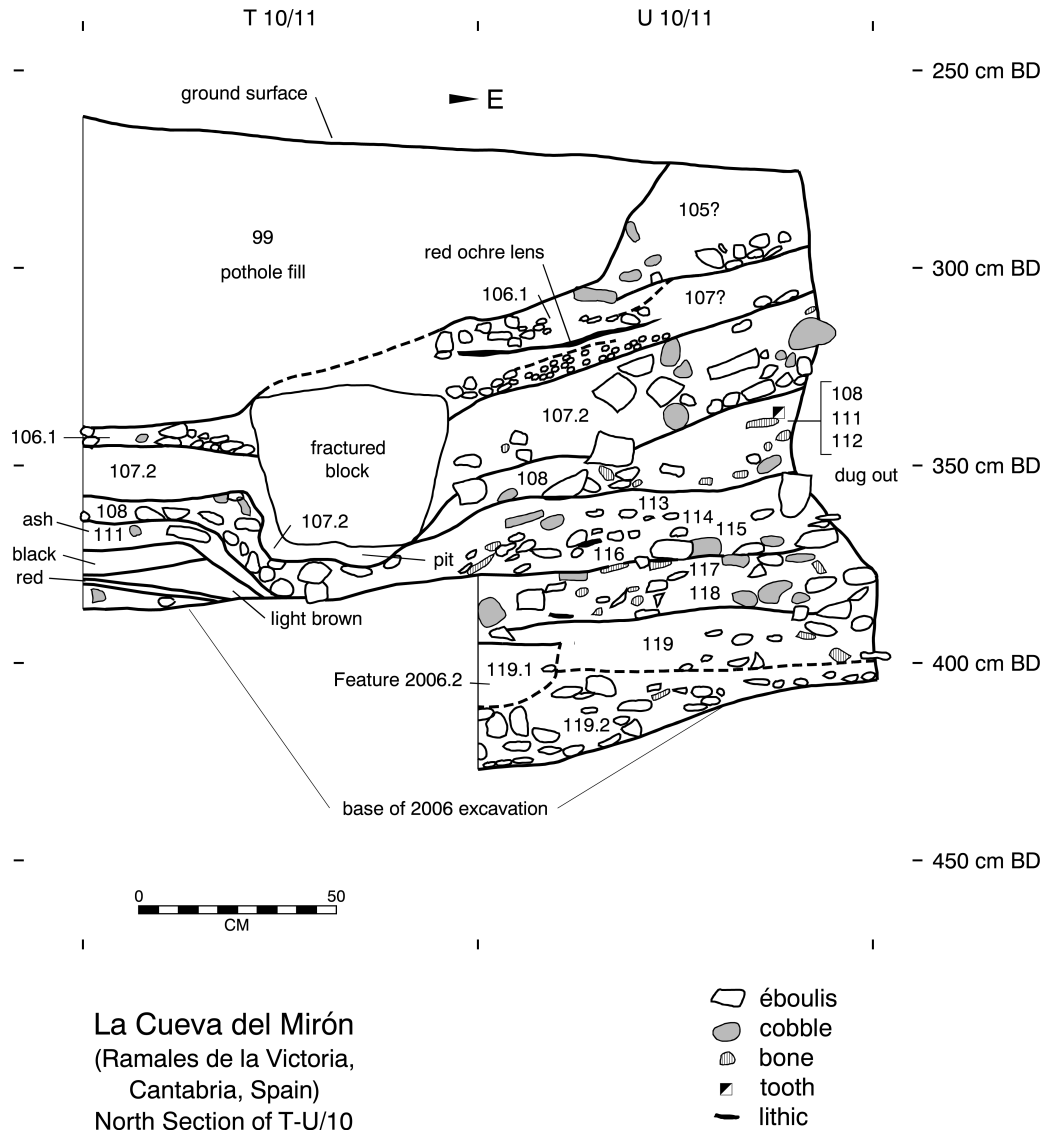 T 10/11
U 10/11
250 cm BD
ground surface
E
105?
99
pothole fill
red ochre lens
300 cm BD
106.1
107?
108
111
112
dug out
107.2
106.1
fractured
block
107.2
350 cm BD
108
108
113
ash
111
107.2
114
115
black
pit
116
117
red
118
light brown
119
Feature 2006.2
119.1
400 cm BD
119.2
base of 2006 excavation
450 cm BD
0 50
CM
La Cueva del Mirón
(Ramales de la Victoria,
Cantabria, Spain)
North Section of T-U/10
éboulis
cobble
bone
tooth
lithic